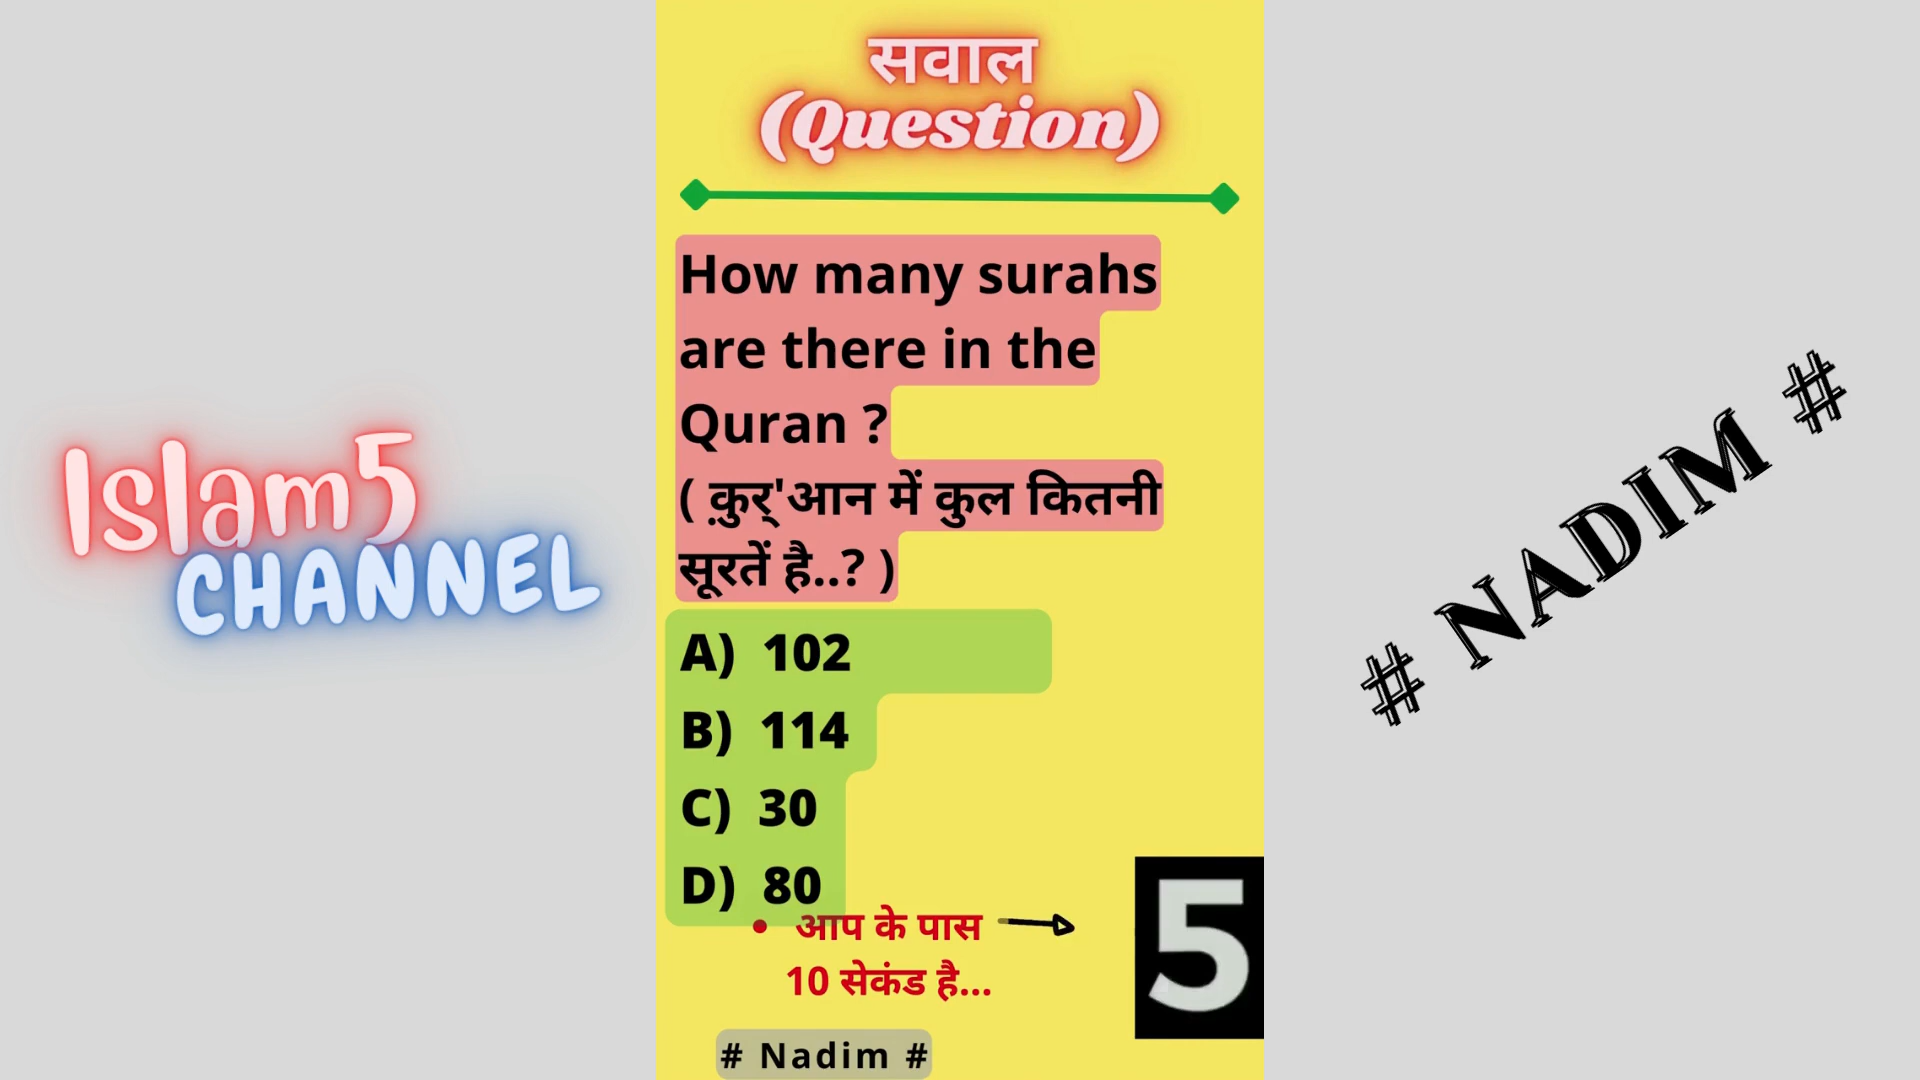 सवाल
(Question)
How many surahs
are there in the
Quran ?
( क़ुर्'आन में कुल कितनी
सूरतें है..? )
A) 102
B) 114
C) 30
D) 80
• आप के पास
10 सेकंड है...
5
# Nadim #
Islam5
CHANNEL
# NADIM #